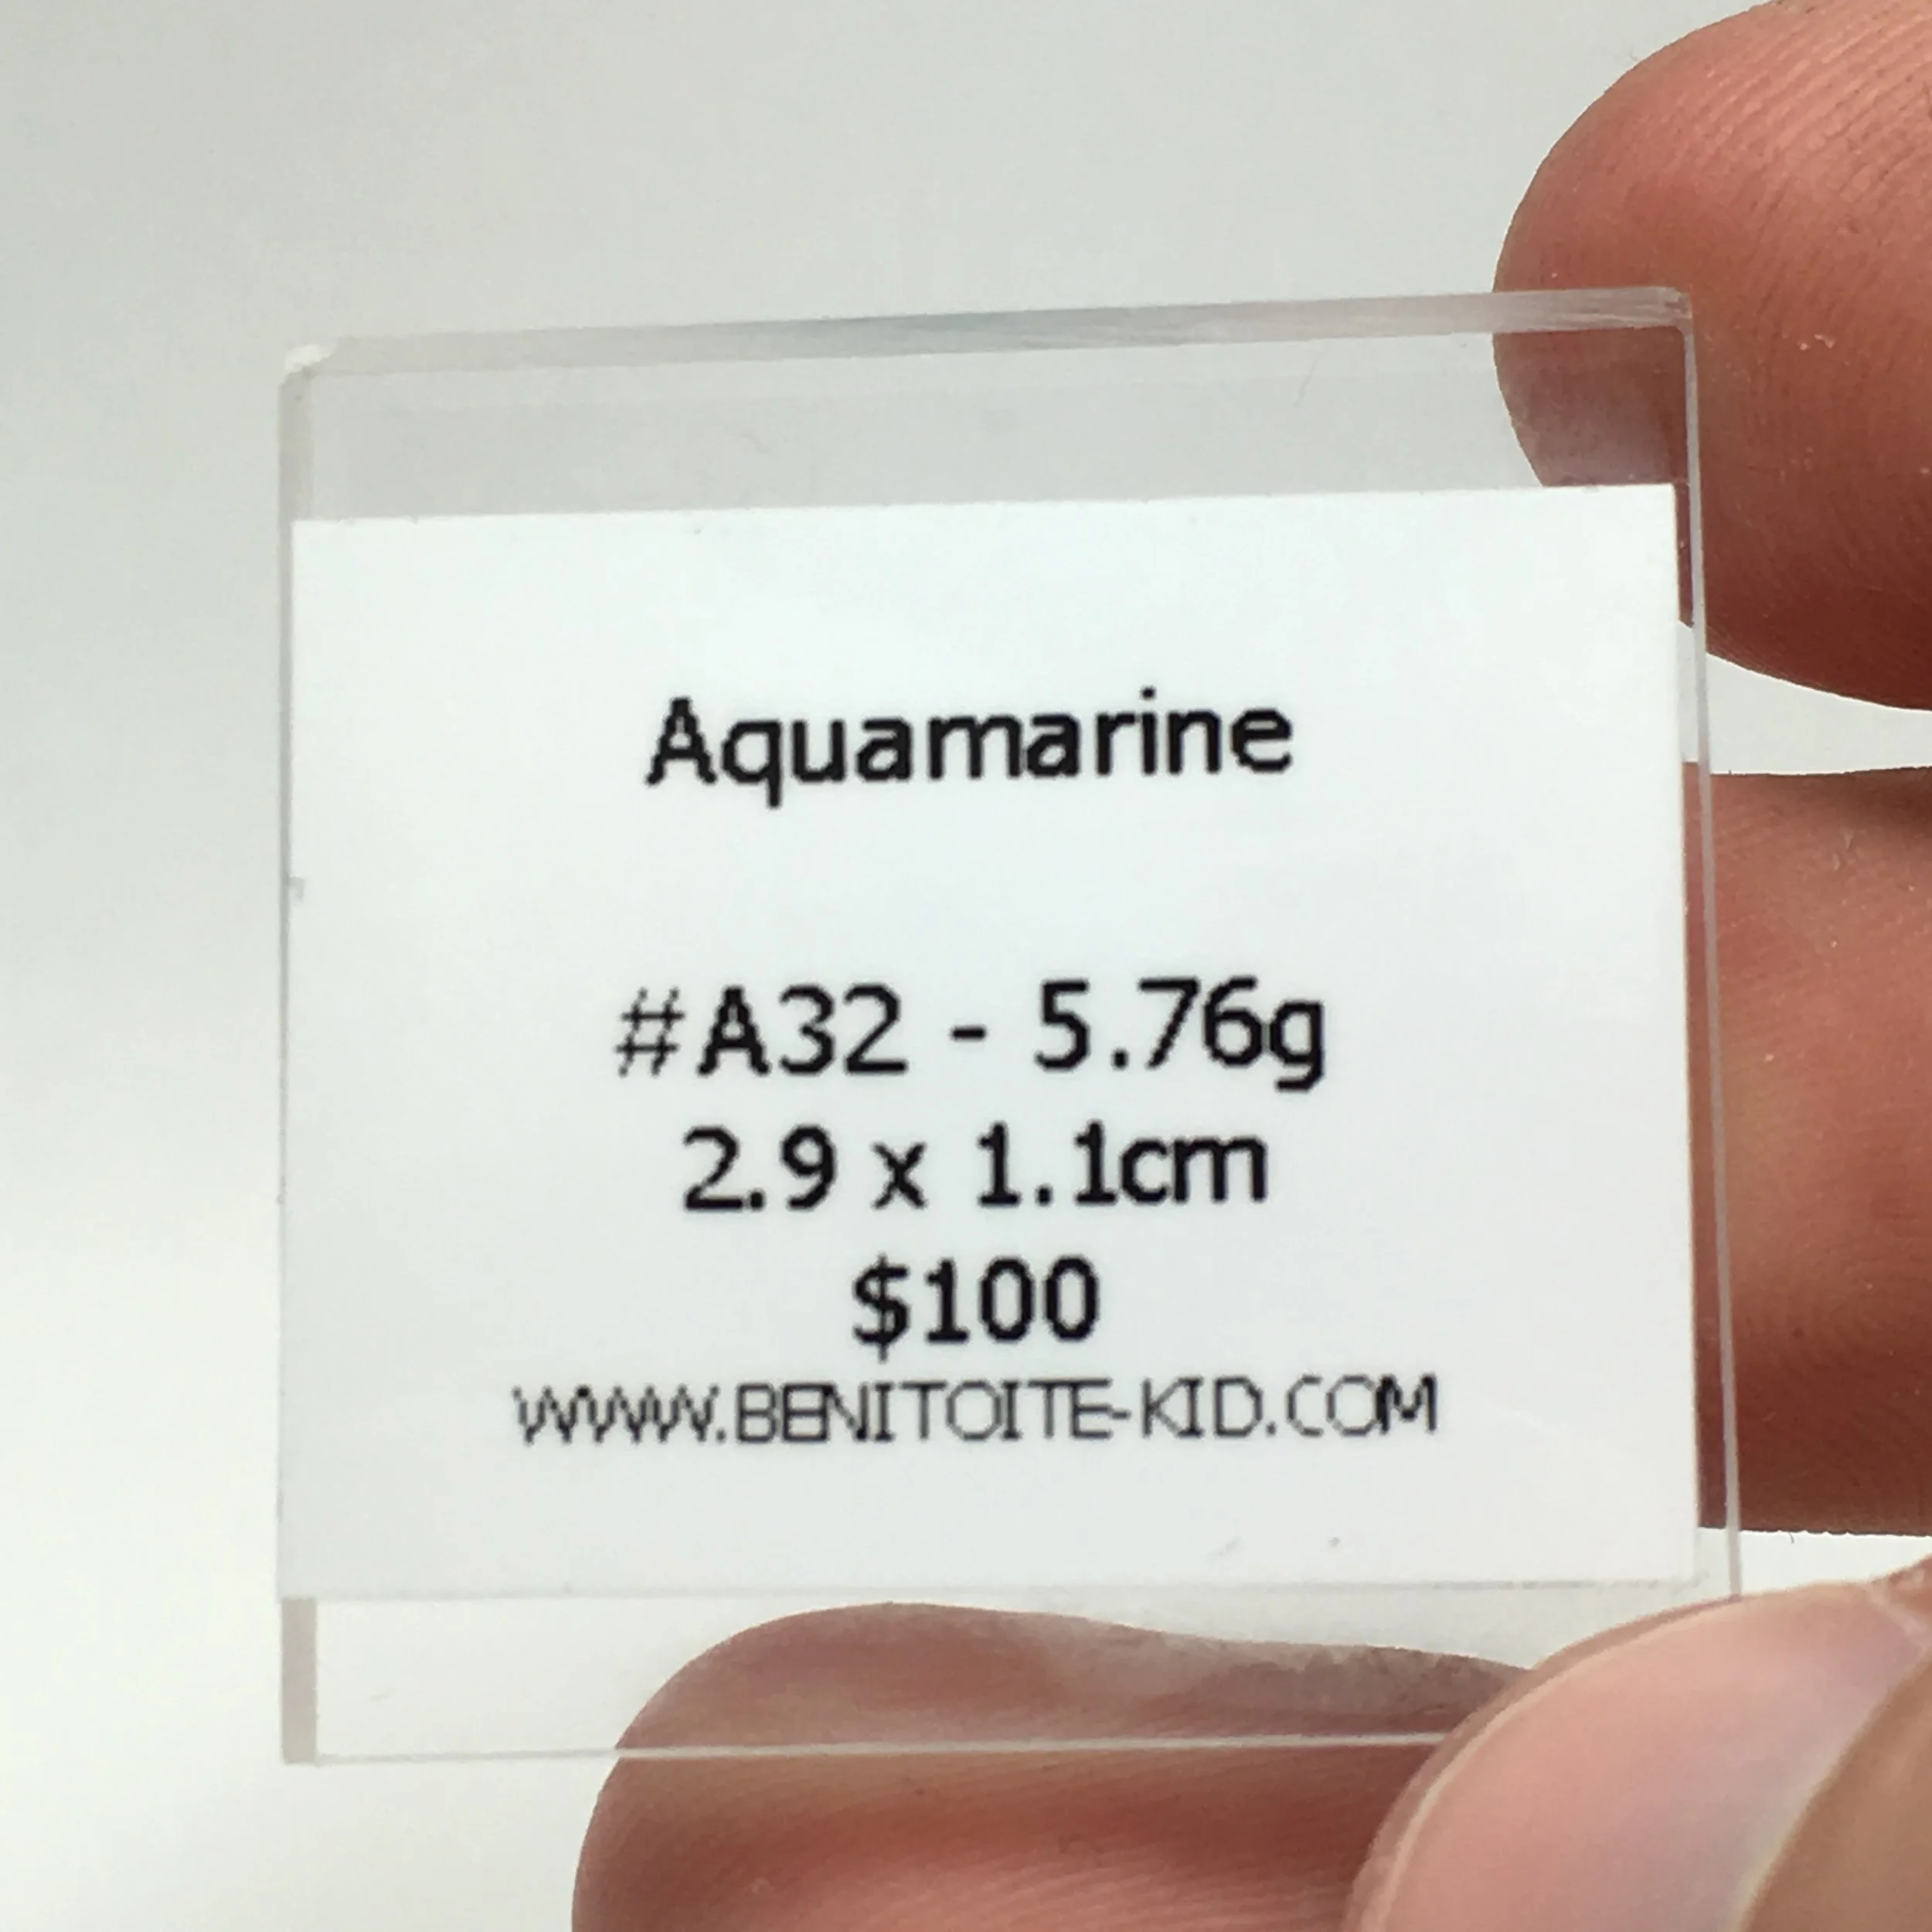 Aquamarine
#A32 - 5.76g
2.9 x 1.1cm
$100
WWW.BENITOITE-KID.COM